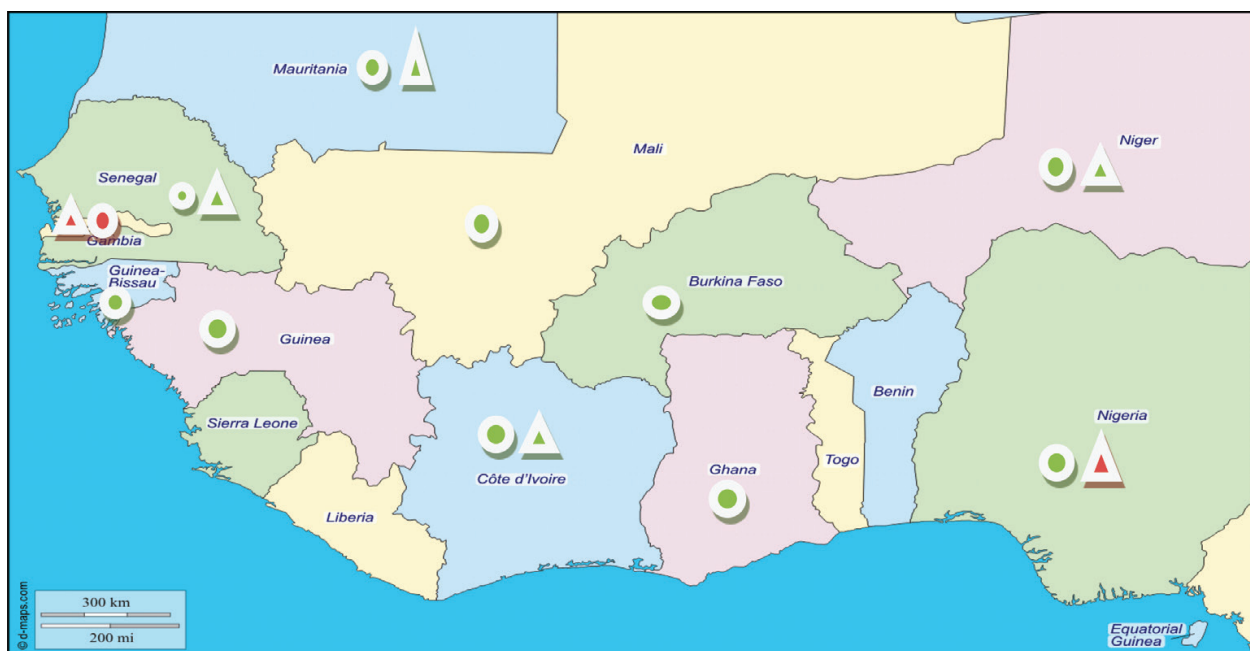 Mauritania
Mali
Niger
Senegal
Gambia
Guinea-
Rissau
Burkina Faso
Guinea
Benin
Sierra Leone
Nigeria
Togo
Ghana
Côte d'Ivoire
Liberia
300 km
200 mi
© d-maps.com
Equatorial
Guinea